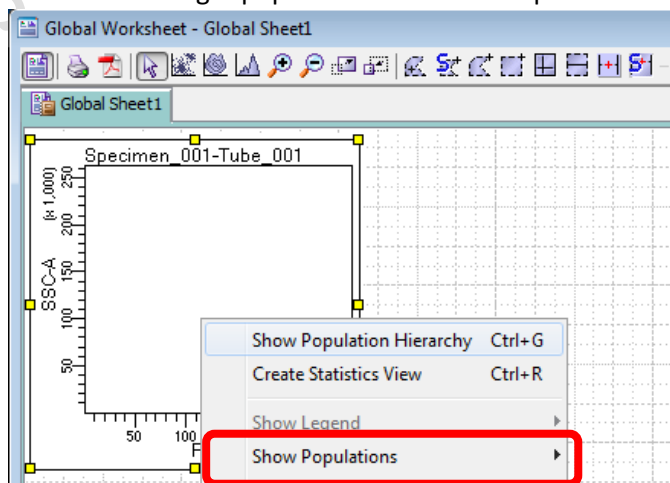 Global Worksheet - Global Sheet1
Global Sheet1
Specimen_001-Tube_001
(x 1,000)
SSC-A
250
200
150
100
50
50 100
F
Show Population Hierarchy Ctrl+G
Create Statistics View Ctrl+R
Show Legend
Show Populations